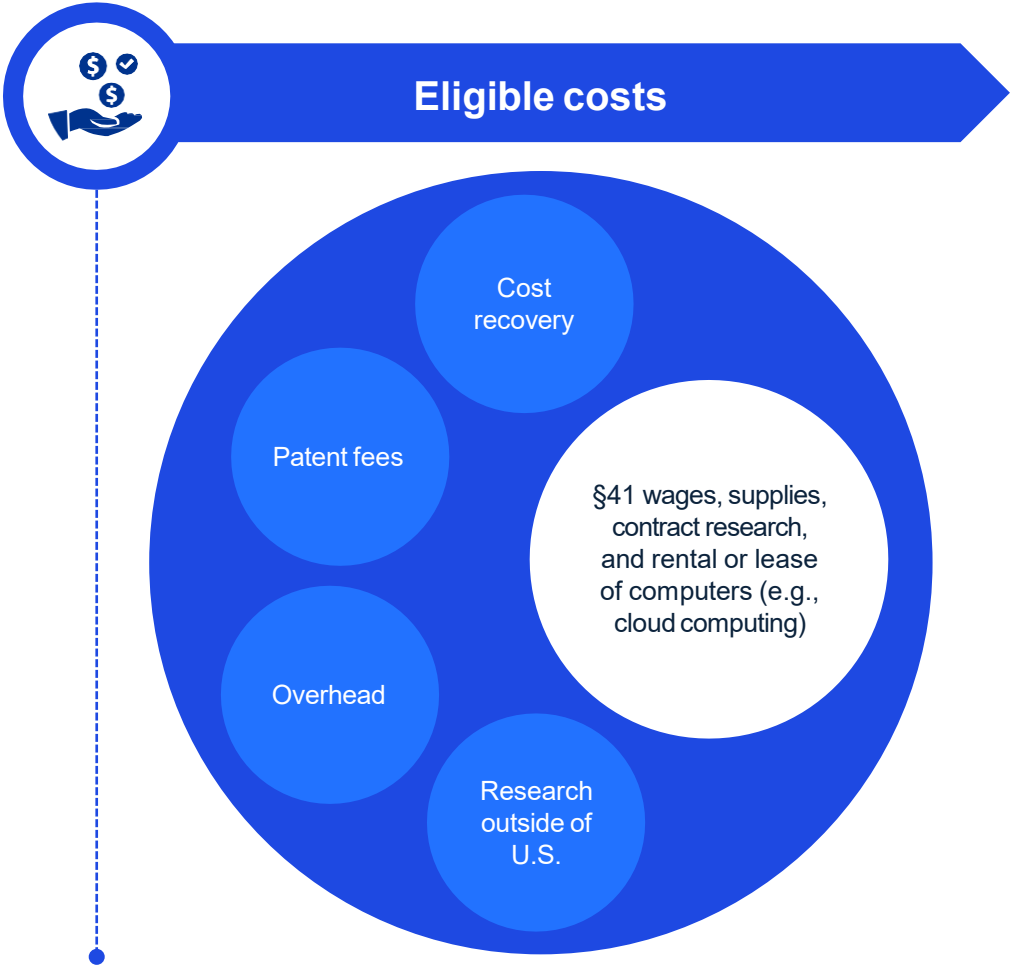 Eligible costs
Cost
recovery
Patent fees
§41 wages, supplies,
contract research,
and rental or lease
of computers (e.g.,
cloud computing)
Overhead
Research
outside of
U.S.